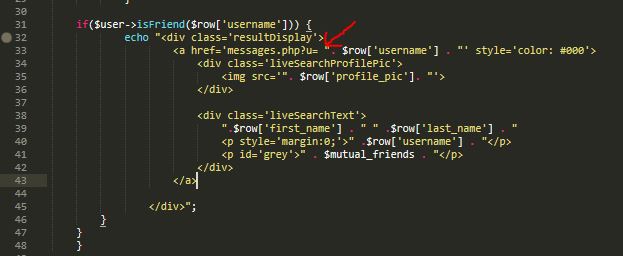 30
31 if($user->isFriend($row['username'])) {
32 echo "<div class='resultDisplay'>
33 <a href='messages.php?u= ". $row['username'] . "' style='color: #000'>
34 <div class='liveSearchProfilePic'>
35 <img src='". $row['profile_pic']. "'>
36 </div>
37
38 <div class='liveSearchText'>
39 ".$row['first_name'] . " " .$row['last_name'] . "
40 <p style='margin:0;'>" .$row['username'] . "</p>
41 <p id='grey'>" . $mutual_friends . "</p>
42 </div>
43 </a>
44
45 </div>";
46 }
47 }
48 }